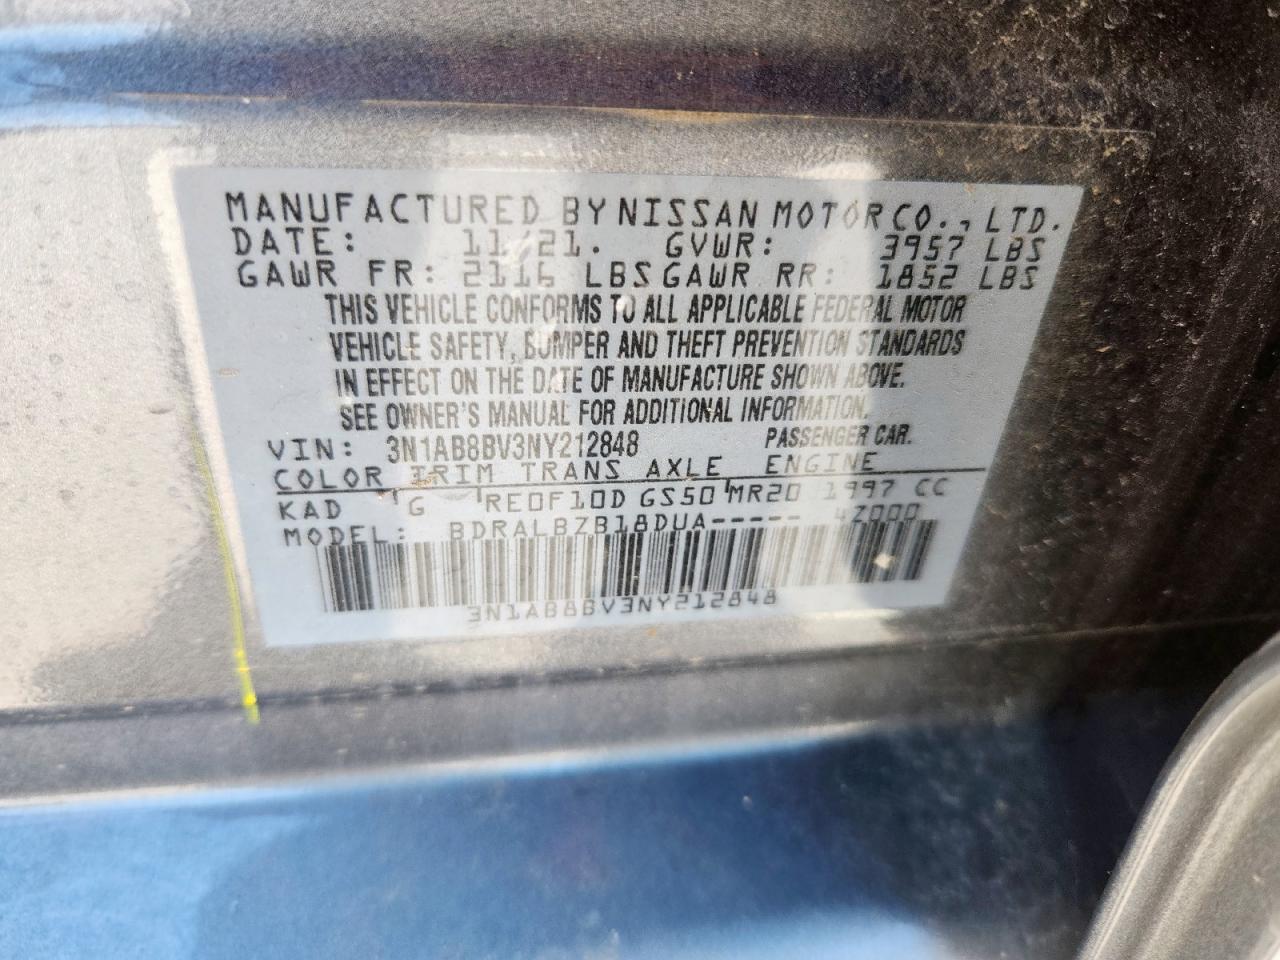 MANUFACTURED BY NISSAN MOTOR CO., LTD.
DATE: 11/21. GVWR: 3957 LBS
GAWR FR: 2116 LBS GAWR RR: 1852 LBS
THIS VEHICLE CONFORMS TO ALL APPLICABLE FEDERAL MOTOR
VEHICLE SAFETY, BUMPER AND THEFT PREVENTION STANDARDS
IN EFFECT ON THE DATE OF MANUFACTURE SHOWN ABOVE.
SEE OWNER'S MANUAL FOR ADDITIONAL INFORMATION.
VIN: 3N1AB8BV3NY212848 PASSENGER CAR.
COLOR TRIM TRANS AXLE ENGINE
KAD G RE0F10D GS50 MR20 1997 CC
MODEL: BDRALBZB18DUA----- 4Z000
3N1AB8BV3NY212848